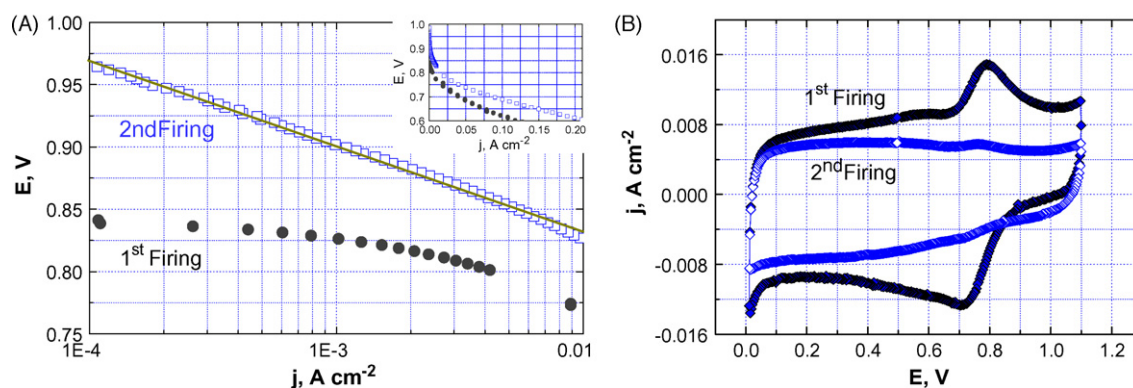 (A)
1.00
0.95
0.90
0.85
0.80
0.75
E, V
1E-4
1E-3
0.01
j, A cm-2
2ndFiring
1st Firing
1.0
0.9
0.8
0.7
0.6
E, V
0.00 0.05 0.10 0.15 0.20
j, A cm-2
(B)
0.016
0.008
0.000
-0.008
-0.016
j, A cm-2
1st Firing
2nd Firing
0.0 0.2 0.4 0.6 0.8 1.0 1.2
E, V